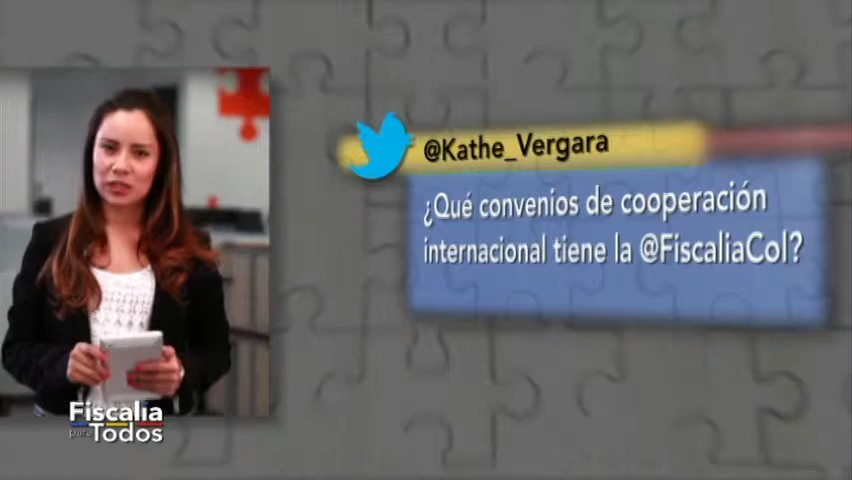 @Kathe_Vergara
¿Qué convenios de cooperación
internacional tiene la @FiscaliaCol?
Fiscalía
para Todos